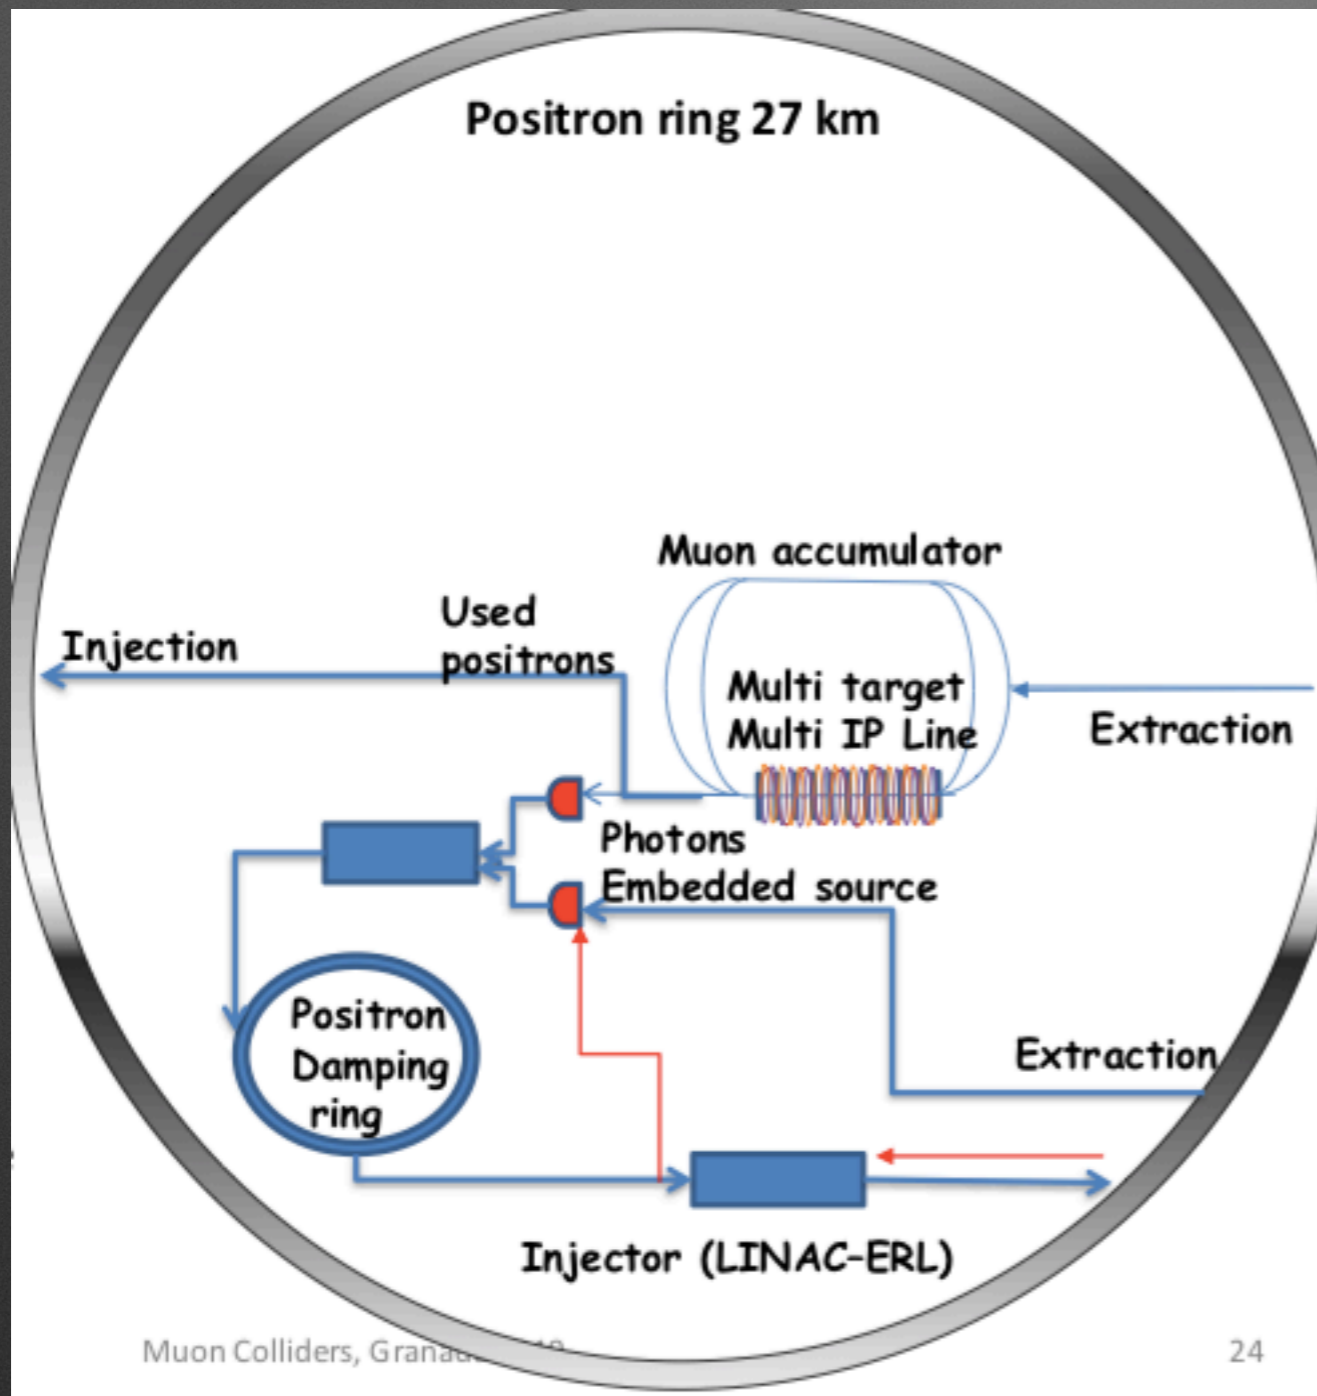 Positron ring 27 km
Muon accumulator
Used
positrons
Injection
Multi target
Multi IP Line
Extraction
Photons
Embedded source
Positron
Damping
ring
Extraction
Injector (LINAC-ERL)
Muon Colliders,
24